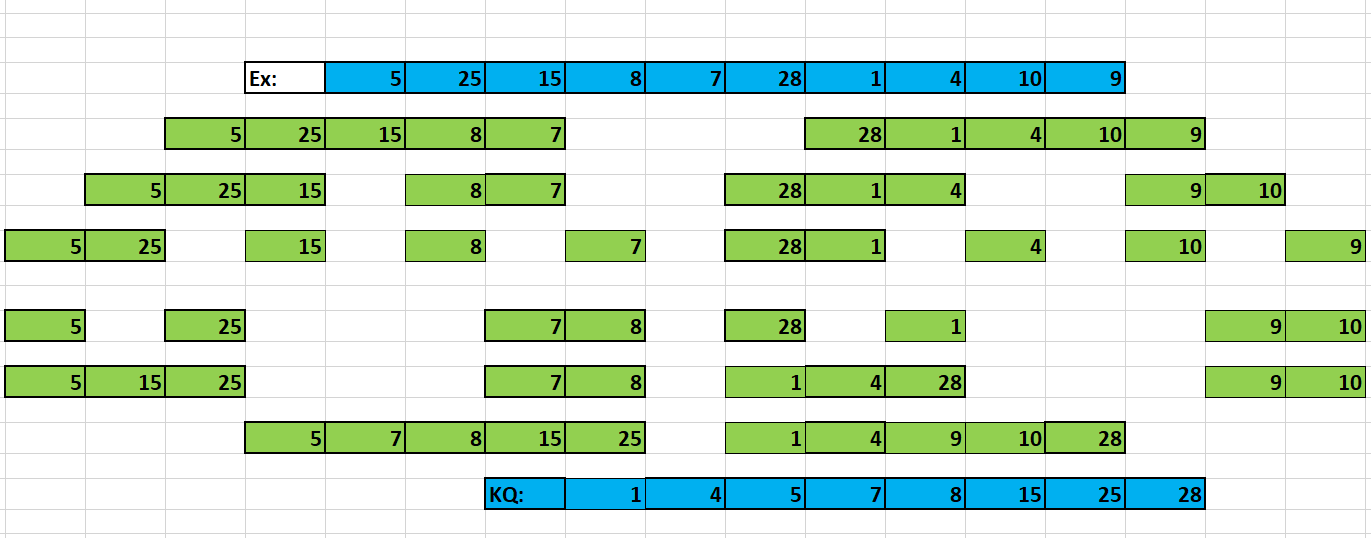 Ex: 5 25 15 8 7 28 1 4 10 9
5 25 15 8 7 28 1 4 10 9
5 25 15 8 7 28 1 4 9 10
5 25 15 8 7 28 1 4 10 9
5 25 7 8 28 1 9 10
5 15 25 7 8 1 4 28 9 10
5 7 8 15 25 1 4 9 10 28
KQ: 1 4 5 7 8 15 25 28